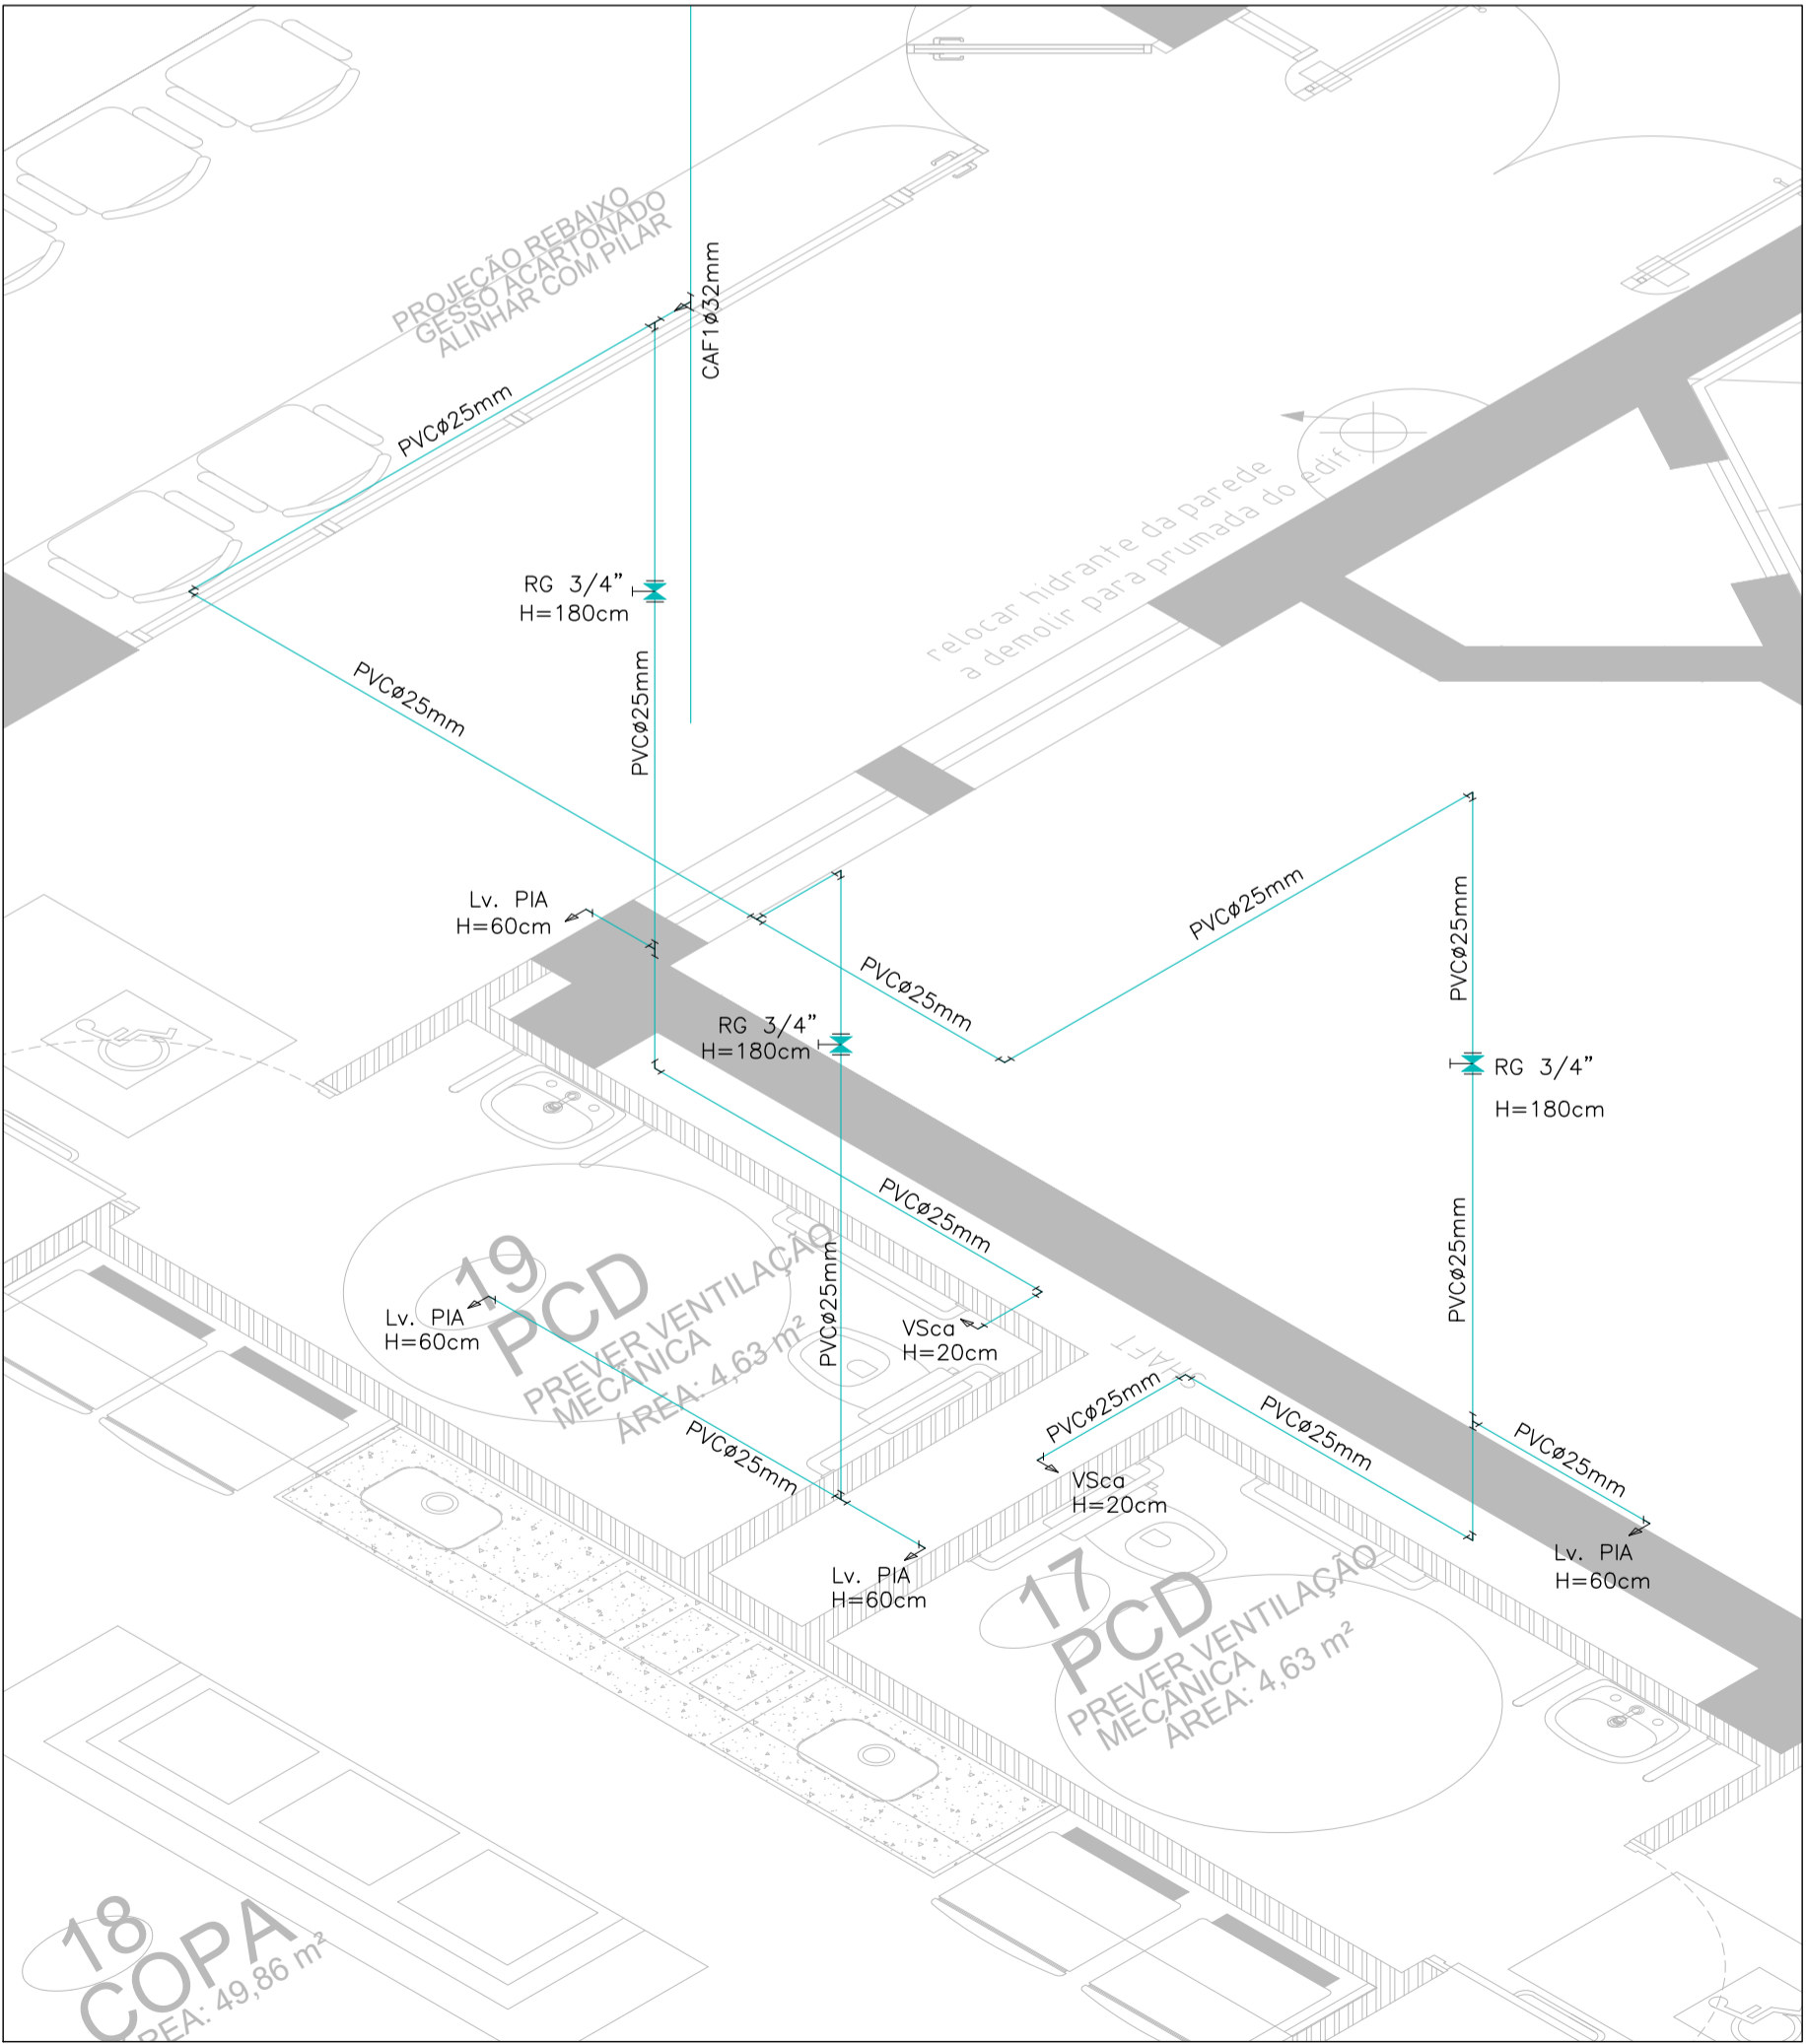 PROJEÇÃO REBAIXO
GESSO ACARTONADO
ALINHAR COM PILAR
CAF1ø32mm
PVCø25mm
relocar hidrante da parede
a demolir para prumada do edif.
RG 3/4”
H=180cm
PVCø25mm
PVCø25mm
Lv. PIA
H=60cm
PVCø25mm
PVCø25mm
PVCø25mm
RG 3/4”
H=180cm
RG 3/4”
H=180cm
PVCø25mm
PVCø25mm
PVCø25mm
19
PCD
PREVER VENTILAÇÃO
MECÂNICA
ÁREA: 4,63 m²
Lv. PIA
H=60cm
VSca
H=20cm
SHAFT
PVCø25mm
PVCø25mm
PVCø25mm
PVCø25mm
VSca
H=20cm
Lv. PIA
H=60cm
Lv. PIA
H=60cm
17
PCD
PREVER VENTILAÇÃO
MECÂNICA
ÁREA: 4,63 m²
18
COPA
REA: 49,86 m²